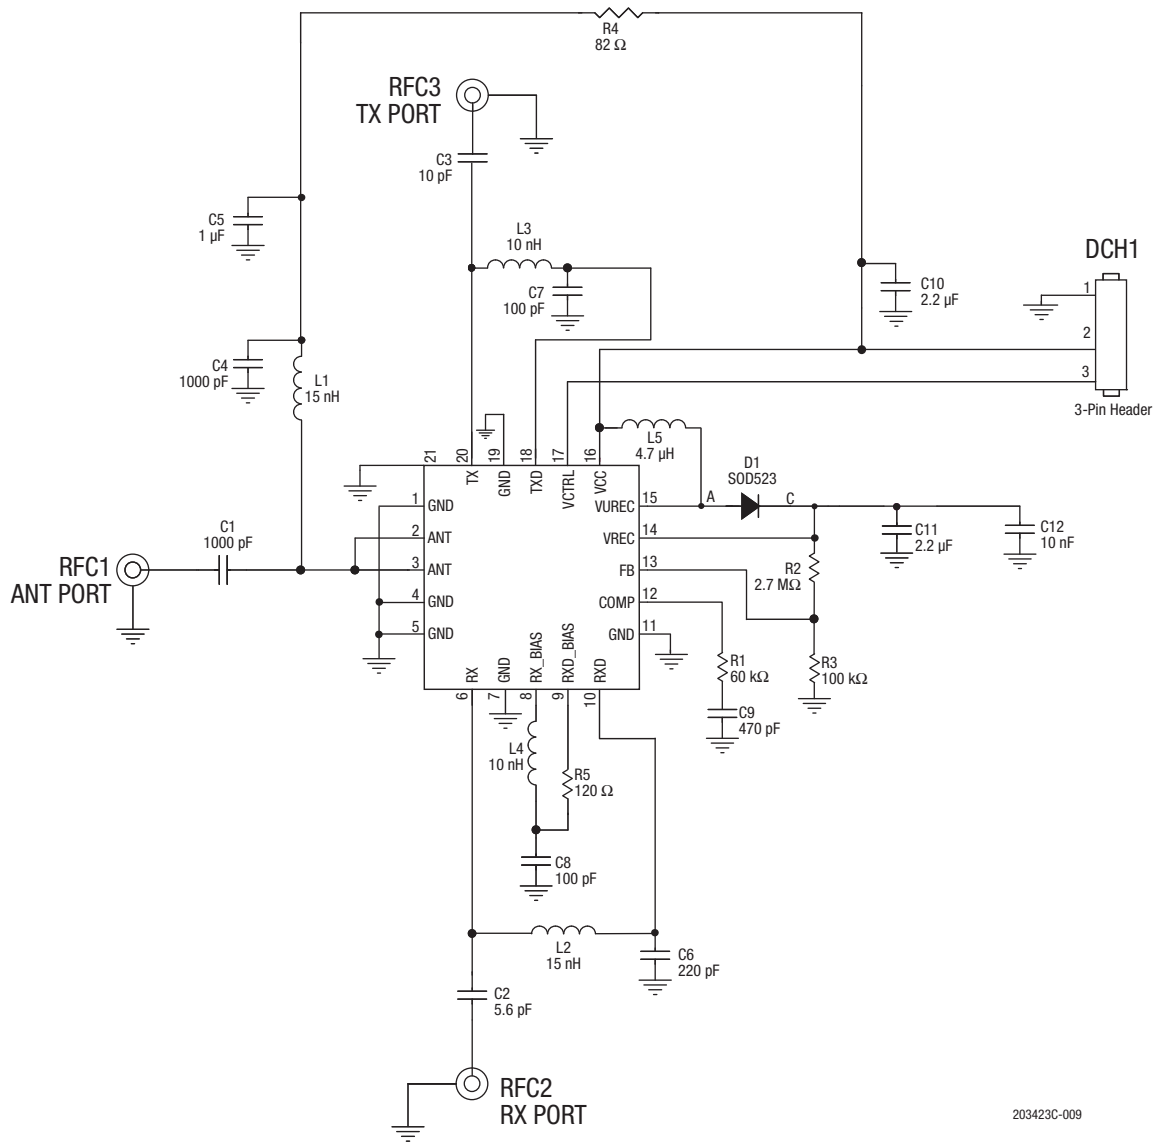 R4
82 Ω
RFC3
TX PORT
C3
10 pF
C5
1 µF
L3
10 nH
C7
100 pF
DCH1
C10
2.2 µF
1
2
3
3-Pin Header
C4
1000 pF
L1
15 nH
L5
4.7 µH
D1
SOD523
A
C
21
20
19
18
17
16
TX
GND
TXD
VCTRL
VCC
1
GND
2
ANT
3
ANT
4
GND
5
GND
VUREC
15
VREC
14
FB
13
COMP
12
GND
11
C1
1000 pF
RFC1
ANT PORT
C11
2.2 µF
C12
10 nF
R2
2.7 MΩ
R3
100 kΩ
R1
60 kΩ
C9
470 pF
RX
GND
RX_BIAS
RXD_BIAS
RXD
6
7
8
9
10
L4
10 nH
R5
120 Ω
C8
100 pF
L2
15 nH
C6
220 pF
C2
5.6 pF
RFC2
RX PORT
203423C-009